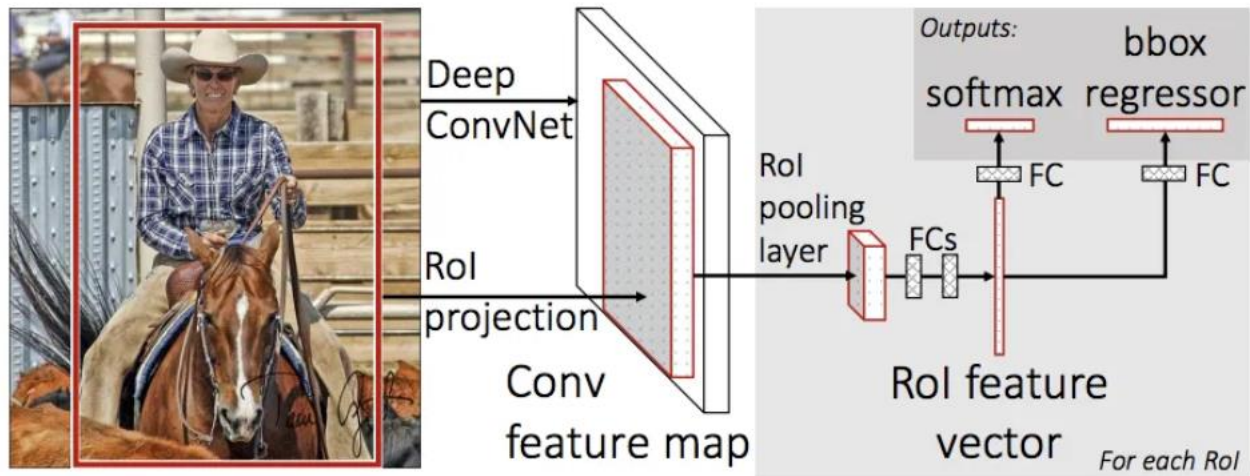 Deep
ConvNet
RoI
projection
Conv
feature map
RoI
pooling
layer
FCs
RoI feature
vector
For each RoI
Outputs:
softmax
bbox
regressor
FC
FC